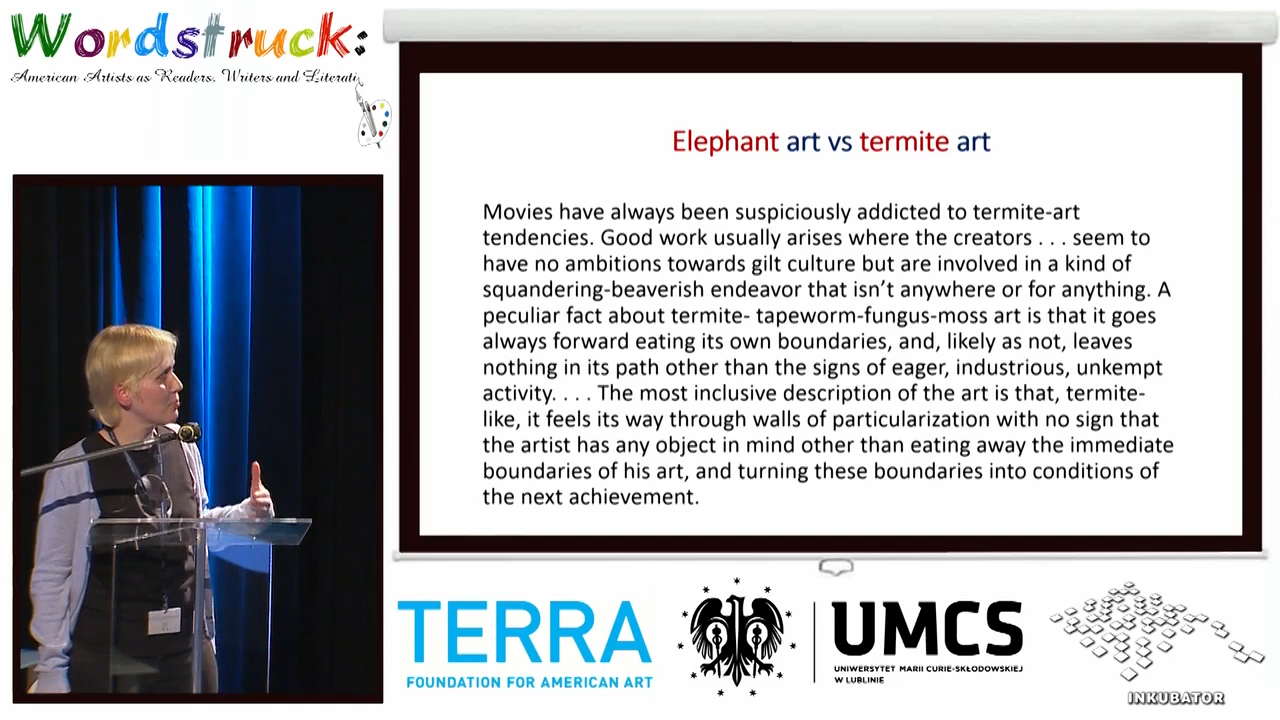 Wordstruck:
American Artists as Readers, Writers and Literati
Elephant art vs termite art
Movies have always been suspiciously addicted to termite-art
tendencies. Good work usually arises where the creators . . . seem to
have no ambitions towards gilt culture but are involved in a kind of
squandering-beaverish endeavor that isn’t anywhere or for anything. A
peculiar fact about termite- tapeworm-fungus-moss art is that it goes
always forward eating its own boundaries, and, likely as not, leaves
nothing in its path other than the signs of eager, industrious, unkempt
activity. . . . The most inclusive description of the art is that, termite-
like, it feels its way through walls of particularization with no sign that
the artist has any object in mind other than eating away the immediate
boundaries of his art, and turning these boundaries into conditions of
the next achievement.
TERRA
FOUNDATION FOR AMERICAN ART
UMCS
UNIWERSYTET MARII CURIE-SKŁODOWSKIEJ
W LUBLINIE
INKUBATOR